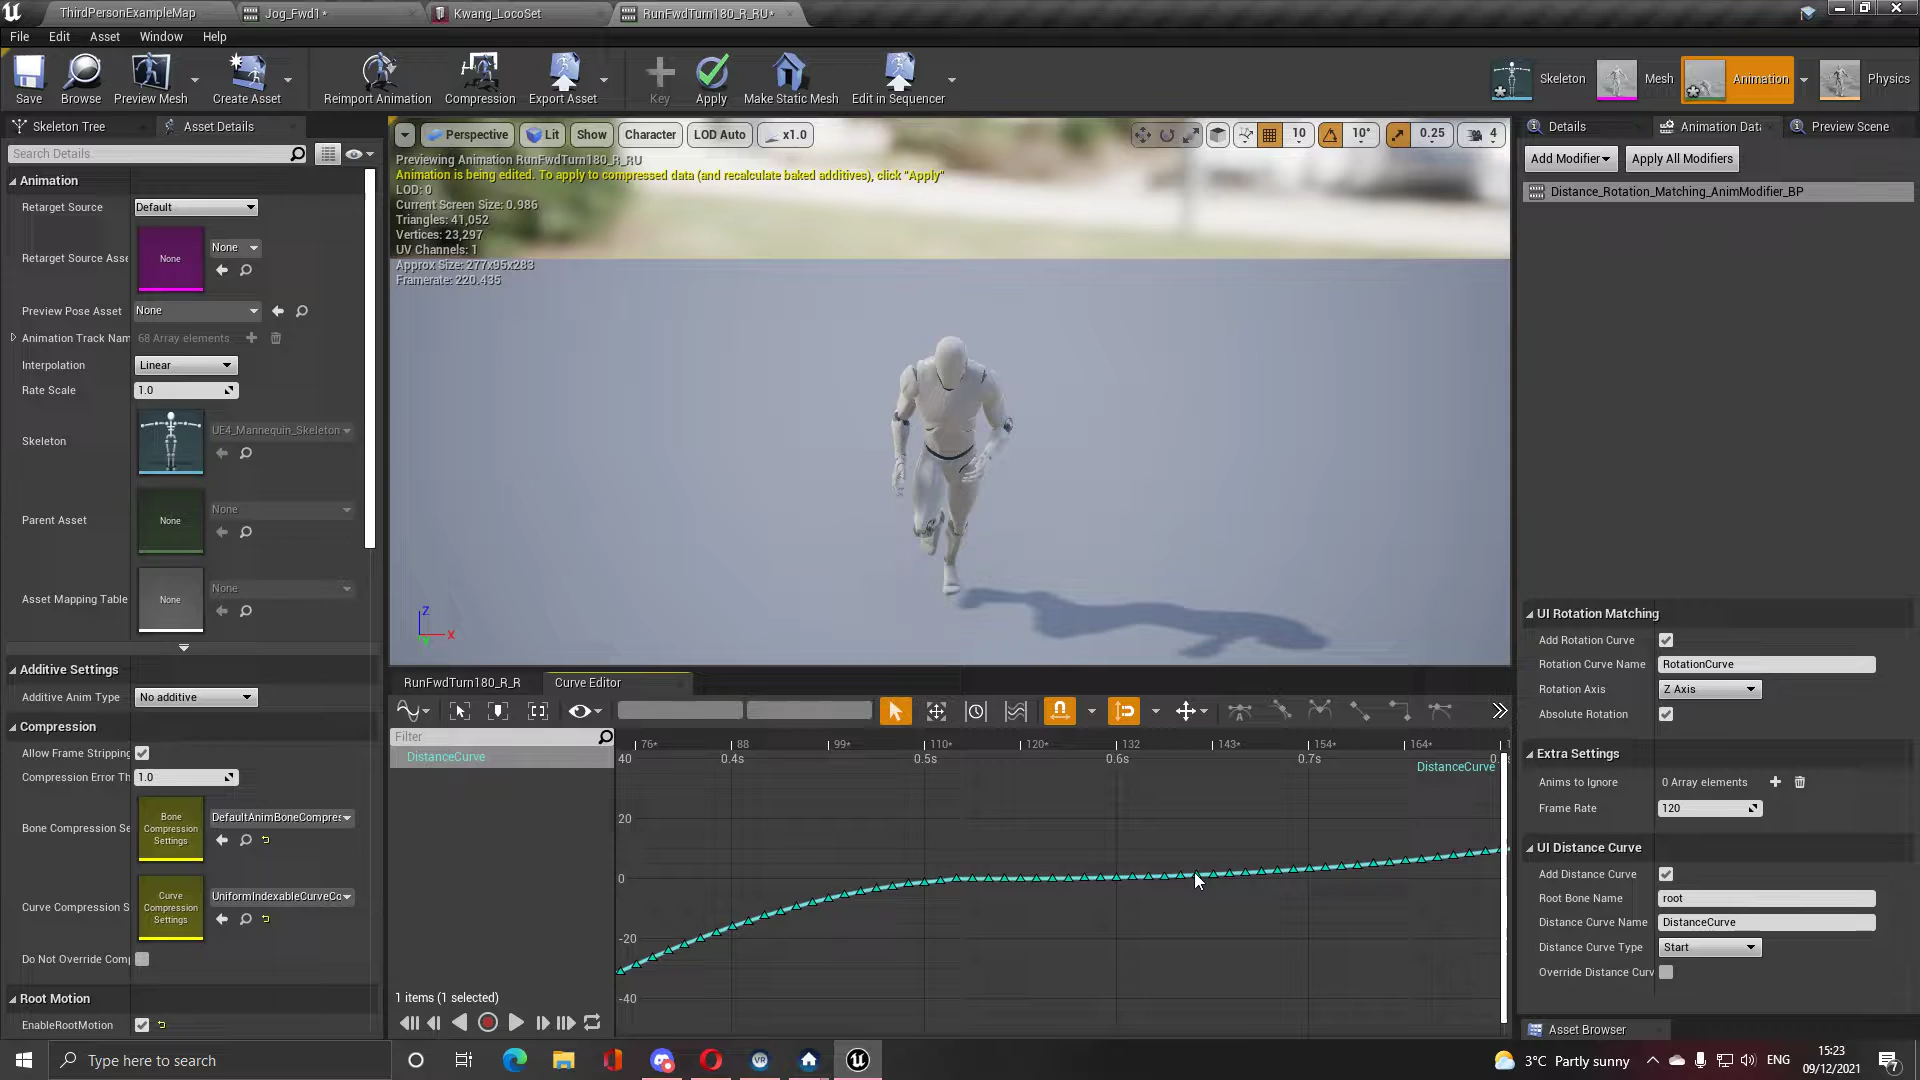 ThirdPersonExampleMap
Jog_Fwd1*
Kwang_LocoSet
RunFwdTurn180_R_RU*
File
Edit
Asset
Window
Help
Save
Browse
Preview Mesh
Create Asset
Reimport Animation
Compression
Export Asset
Key
Apply
Make Static Mesh
Edit in Sequencer
Skeleton
Mesh
Animation
Physics
Skeleton Tree
Asset Details
Search Details
Animation
Retarget Source
Default
Retarget Source Asse
None
None
Preview Pose Asset
None
Animation Track Nam
68 Array elements
Interpolation
Linear
Rate Scale
1.0
Skeleton
UE4_Mannequin_Skeleton
Parent Asset
None
None
Asset Mapping Table
None
None
Additive Settings
Additive Anim Type
No additive
Compression
Allow Frame Stripping
Compression Error Th
1.0
Bone Compression Se
Bone
Compression
Settings
DefaultAnimBoneCompres
Curve Compression S
Curve
Compression
Settings
UniformIndexableCurveCo
Do Not Override Comp
Root Motion
EnableRootMotion
Perspective
Lit
Show
Character
LOD Auto
x1.0
10
10°
0.25
4
Previewing Animation RunFwdTurn180_R_RU
Animation is being edited. To apply to compressed data (and recalculate baked additives), click "Apply"
LOD: 0
Current Screen Size: 0.986
Triangles: 41,052
Vertices: 23,297
UV Channels: 1
Approx Size: 277x95x283
Framerate: 220.435
Z
X
Y
RunFwdTurn180_R_R
Curve Editor
Filter
DistanceCurve
76*
88
99*
110*
120*
132
143*
154*
164*
40
0.4s
0.5s
0.6s
0.7s
DistanceCurve
20
0
-20
-40
1 items (1 selected)
Details
Animation Data
Preview Scene
Add Modifier
Apply All Modifiers
Distance_Rotation_Matching_AnimModifier_BP
UI Rotation Matching
Add Rotation Curve
Rotation Curve Name
RotationCurve
Rotation Axis
Z Axis
Absolute Rotation
Extra Settings
Anims to Ignore
0 Array elements
Frame Rate
120
UI Distance Curve
Add Distance Curve
Root Bone Name
root
Distance Curve Name
DistanceCurve
Distance Curve Type
Start
Override Distance Curv
Asset Browser
Type here to search
3°C Partly sunny
ENG
15:23
09/12/2021
7